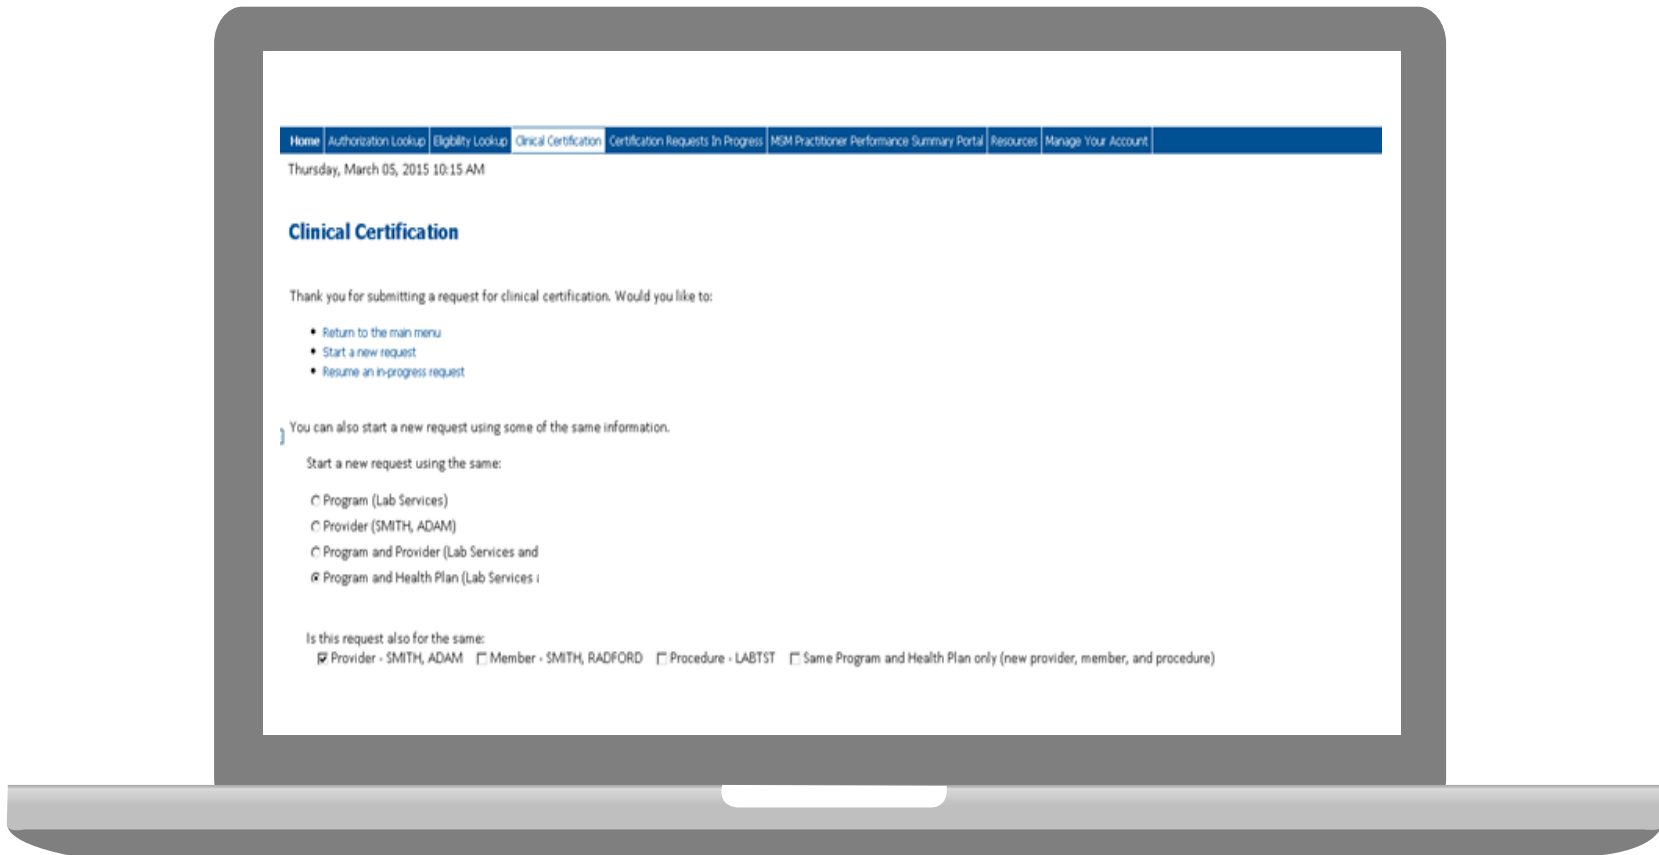 Home Authorization Lookup Eligibility Lookup Clinical Certification Certification Requests In Progress MSM Practitioner Performance Summary Portal Resources Manage Your Account
Thursday, March 05, 2015 10:15 AM
Clinical Certification
Thank you for submitting a request for clinical certification. Would you like to:
• Return to the main menu
• Start a new request
• Resume an in-progress request
You can also start a new request using some of the same information.
Start a new request using the same:
Program (Lab Services)
Provider (SMITH, ADAM)
Program and Provider (Lab Services and
Program and Health Plan (Lab Services
Is this request also for the same:
Provider - SMITH, ADAM Member - SMITH, RADFORD Procedure - LABTST Same Program and Health Plan only (new provider, member, and procedure)